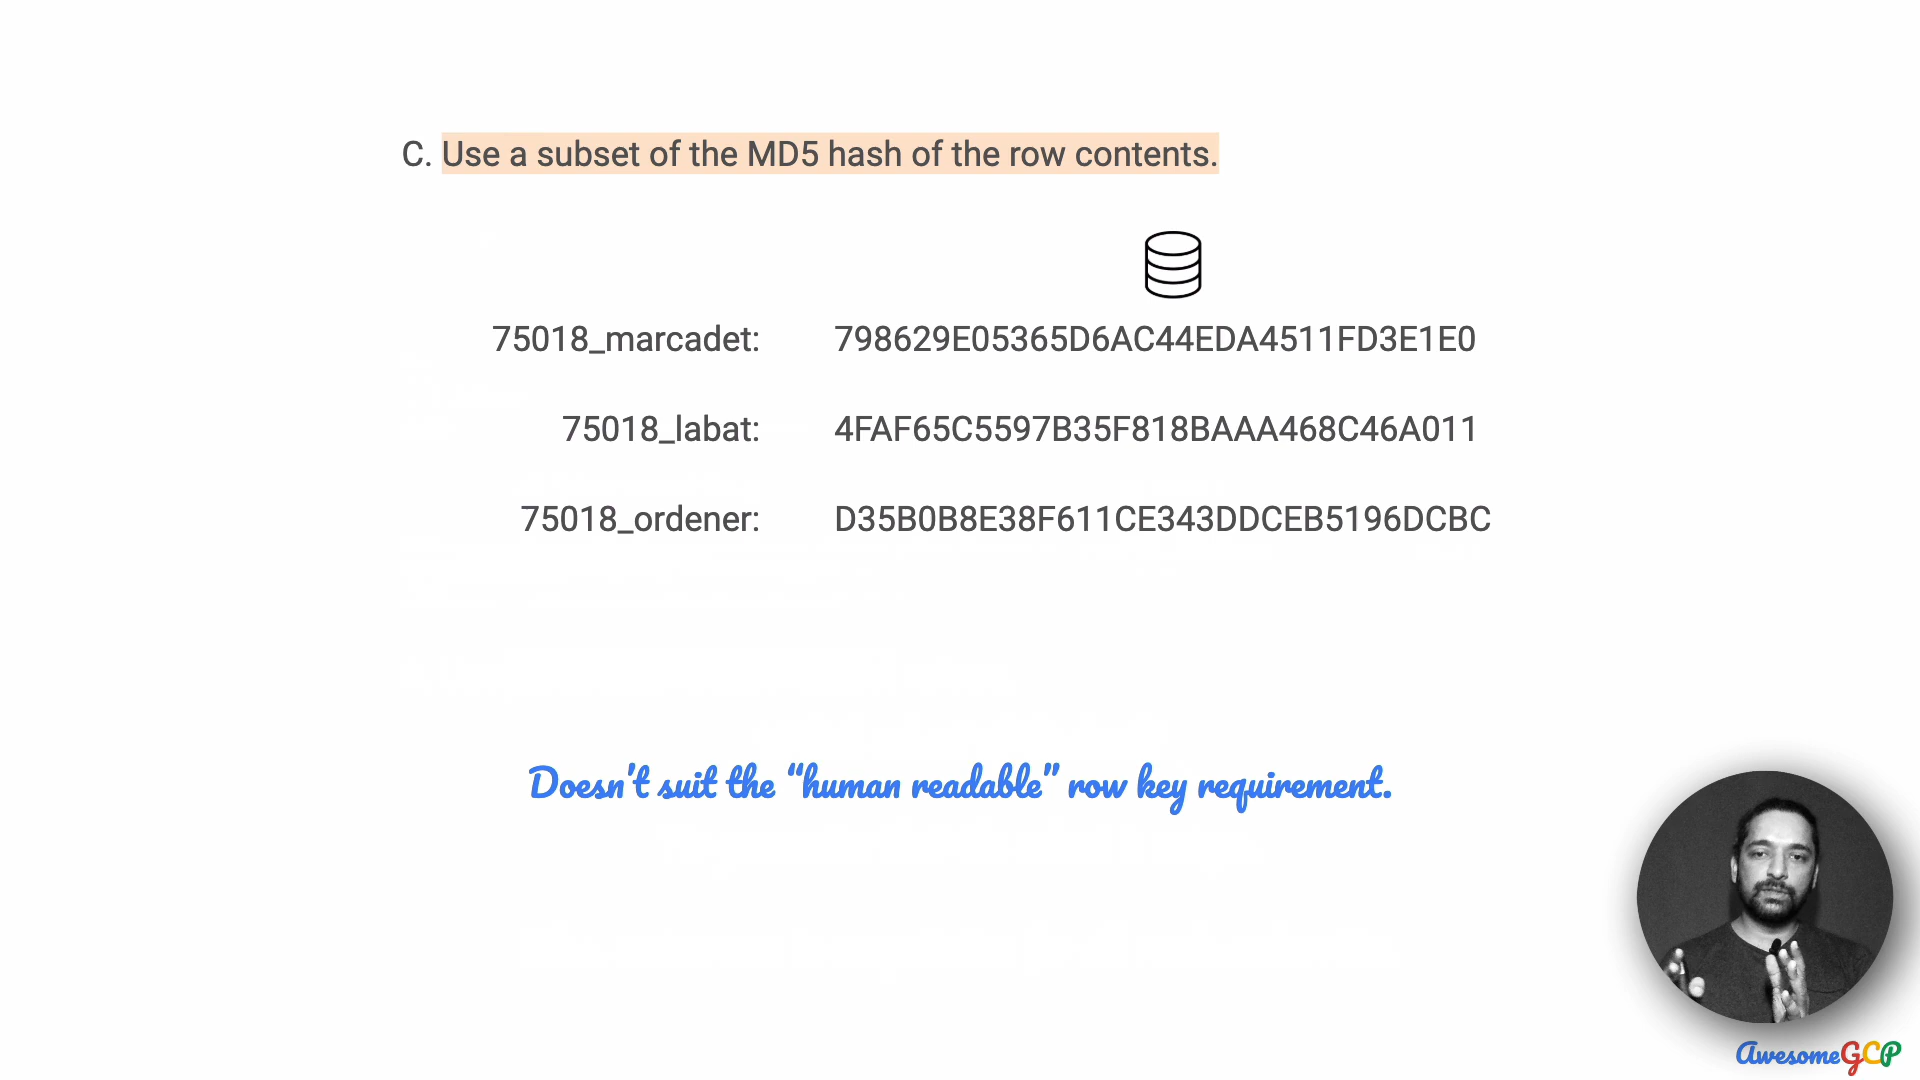 C. Use a subset of the MD5 hash of the row contents.
75018_marcadet: 798629E05365D6AC44EDA4511FD3E1E0
75018_labat: 4FAF65C5597B35F818BAAA468C46A011
75018_ordener: D35B0B8E38F611CE343DDCEB5196DCBC
Doesn't suit the “human readable” row key requirement.
AwesomeGCP